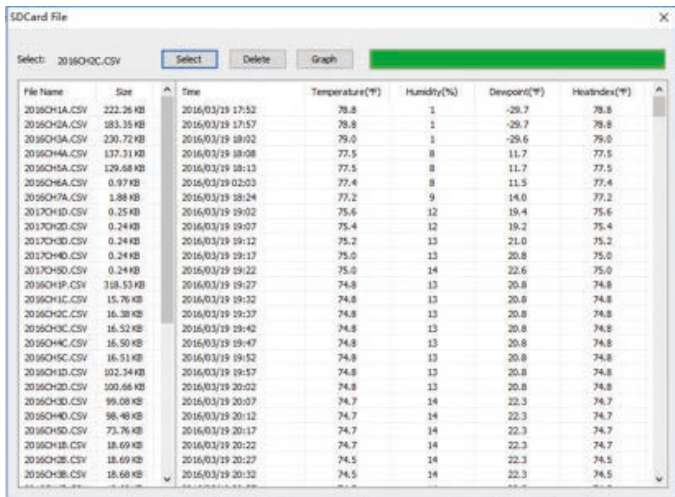 SDCard File
Select: 2016CH2C.CSV Select Delete Graph
File Name Size Time Temperature(℉) Humidity(%) Dewpoint(℉) Heatindex(℉)
2016CH1A.CSV 222.26 KB 2016/03/19 17:52 78.8 1 -29.7 78.8
2016CH2A.CSV 183.35 KB 2016/03/19 17:57 78.8 1 -29.7 78.8
2016CH3A.CSV 230.72 KB 2016/03/19 18:02 79.0 1 -29.6 79.0
2016CH4A.CSV 137.31 KB 2016/03/19 18:08 77.5 8 11.7 77.5
2016CH5A.CSV 129.68 KB 2016/03/19 18:13 77.5 8 11.7 77.5
2016CH6A.CSV 0.97 KB 2016/03/19 02:03 77.4 8 11.5 77.4
2016CH7A.CSV 1.88 KB 2016/03/19 18:24 77.2 9 14.0 77.2
2017CH1D.CSV 0.25 KB 2016/03/19 19:02 75.6 12 19.4 75.6
2017CH2D.CSV 0.24 KB 2016/03/19 19:07 75.4 12 19.2 75.4
2017CH3D.CSV 0.24 KB 2016/03/19 19:12 75.2 13 21.0 75.2
2017CH4D.CSV 0.24 KB 2016/03/19 19:17 75.0 13 20.8 75.0
2017CH5D.CSV 0.24 KB 2016/03/19 19:22 75.0 14 22.6 75.0
2016CH1P.CSV 318.53 KB 2016/03/19 19:27 74.8 13 20.8 74.8
2016CH1C.CSV 15.76 KB 2016/03/19 19:32 74.8 13 20.8 74.8
2016CH2C.CSV 16.38 KB 2016/03/19 19:37 74.8 13 20.8 74.8
2016CH3C.CSV 16.52 KB 2016/03/19 19:42 74.8 13 20.8 74.8
2016CH4C.CSV 16.50 KB 2016/03/19 19:47 74.8 13 20.8 74.8
2016CH5C.CSV 16.51 KB 2016/03/19 19:52 74.8 13 20.8 74.8
2016CH1D.CSV 102.34 KB 2016/03/19 19:57 74.8 13 20.8 74.8
2016CH2D.CSV 100.66 KB 2016/03/19 20:02 74.8 13 20.8 74.8
2016CH3D.CSV 99.08 KB 2016/03/19 20:07 74.7 14 22.3 74.7
2016CH4D.CSV 98.48 KB 2016/03/19 20:12 74.7 14 22.3 74.7
2016CH5D.CSV 73.76 KB 2016/03/19 20:17 74.7 14 22.3 74.7
2016CH1B.CSV 18.69 KB 2016/03/19 20:22 74.7 14 22.3 74.7
2016CH2B.CSV 18.69 KB 2016/03/19 20:27 74.5 14 22.3 74.5
2016CH3B.CSV 18.68 KB 2016/03/19 20:32 74.5 14 22.3 74.5